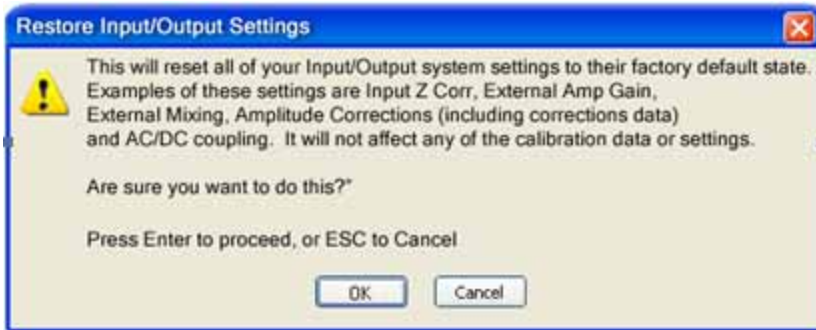 Restore Input/Output Settings
This will reset all of your Input/Output system settings to their factory default state.
Examples of these settings are Input Z Corr, External Amp Gain,
External Mixing, Amplitude Corrections (including corrections data)
and AC/DC coupling.  It will not affect any of the calibration data or settings.
Are sure you want to do this?"
Press Enter to proceed, or ESC to Cancel
OK
Cancel